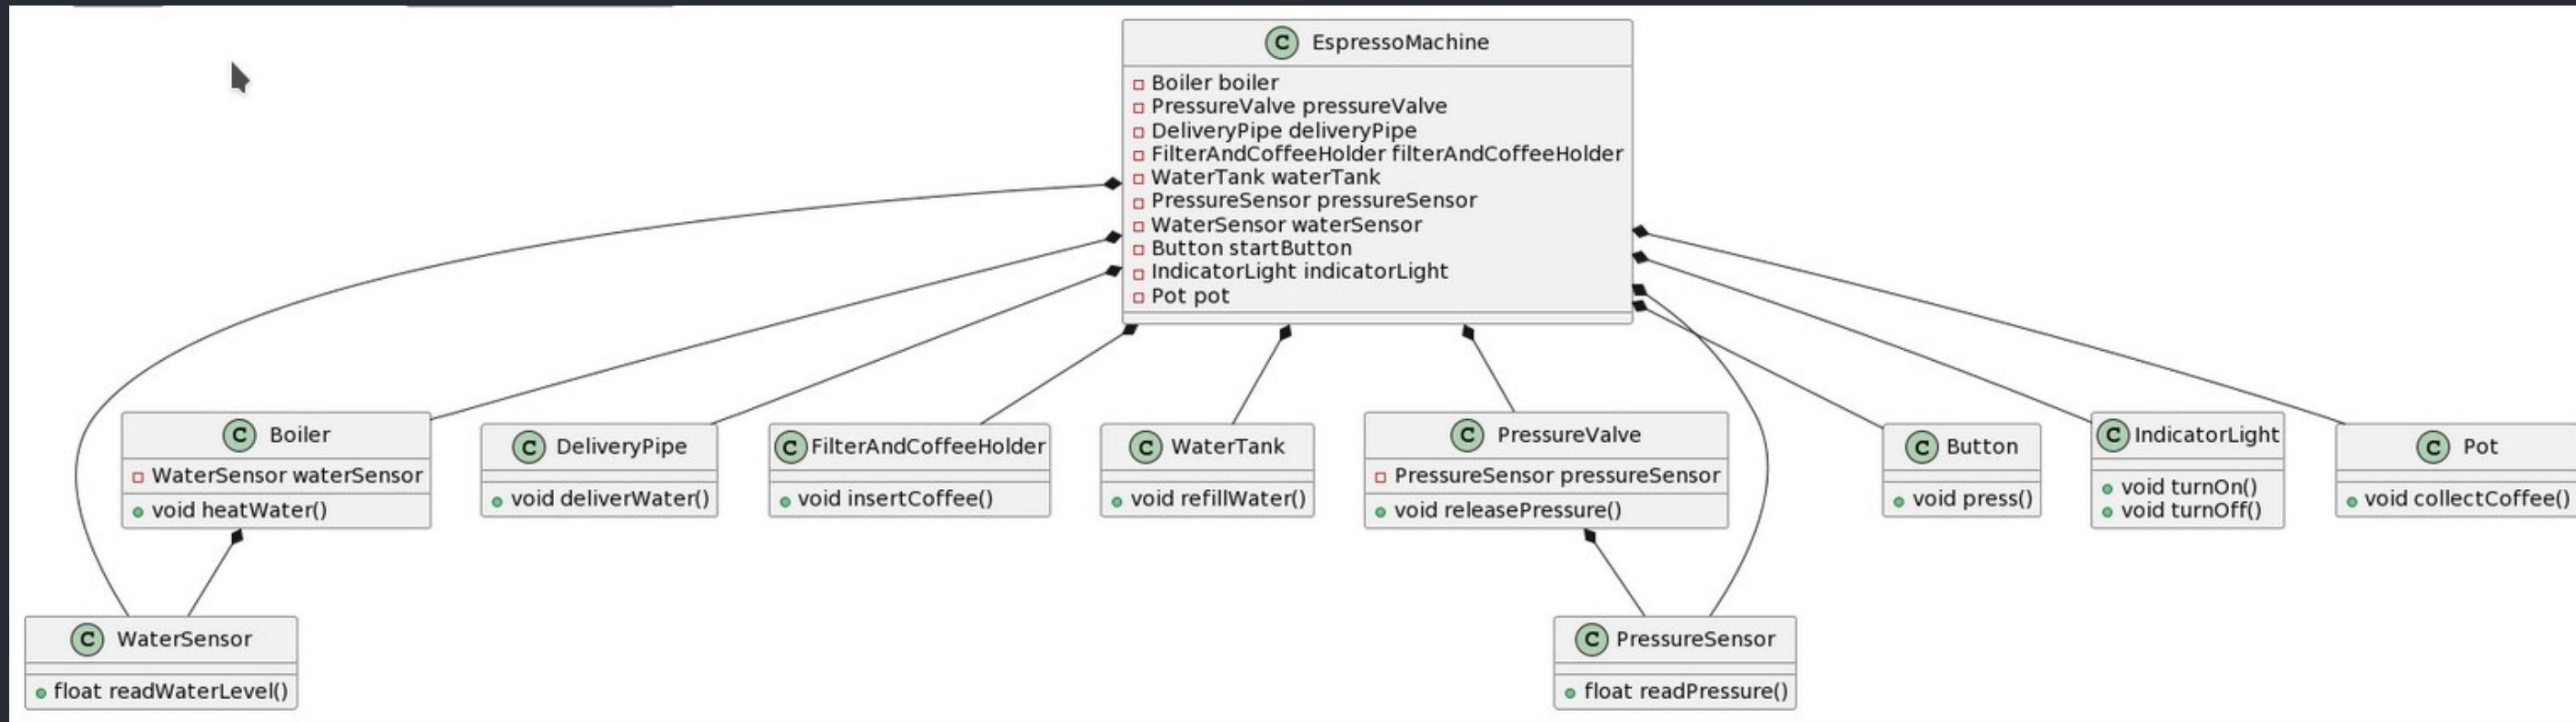 C EspressoMachine
Boiler boiler
PressureValve pressureValve
DeliveryPipe deliveryPipe
FilterAndCoffeeHolder filterAndCoffeeHolder
WaterTank waterTank
PressureSensor pressureSensor
WaterSensor waterSensor
Button startButton
IndicatorLight indicatorLight
Pot pot
C Boiler
WaterSensor waterSensor
void heatWater()
C DeliveryPipe
void deliverWater()
C FilterAndCoffeeHolder
void insertCoffee()
C WaterTank
void refillWater()
C PressureValve
PressureSensor pressureSensor
void releasePressure()
C Button
void press()
C IndicatorLight
void turnOn()
void turnOff()
C Pot
void collectCoffee()
C WaterSensor
float readWaterLevel()
C PressureSensor
float readPressure()